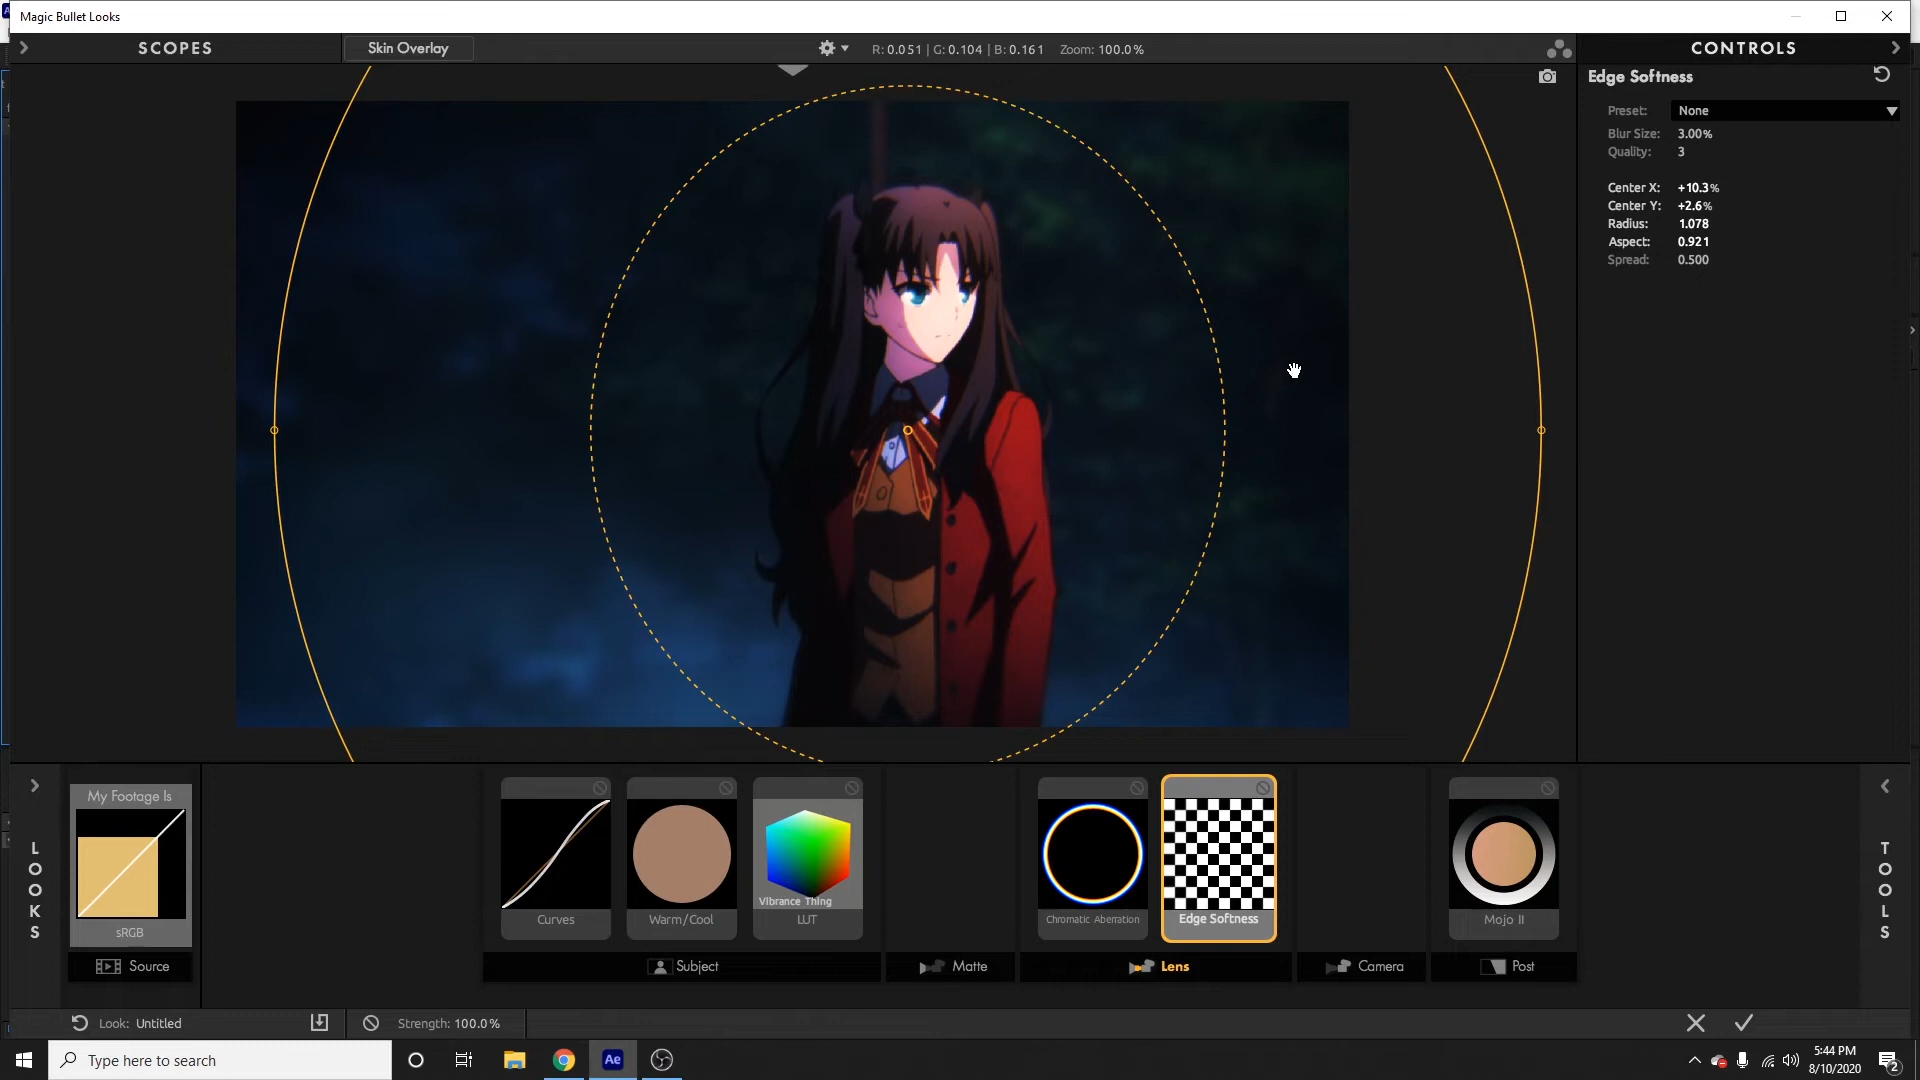 Magic Bullet Looks
SCOPES
Skin Overlay
R: 0.051 | G: 0.104 | B: 0.161 Zoom: 100.0%
CONTROLS
Edge Softness
Preset: None
Blur Size: 3.00%
Quality: 3
Center X: +10.3%
Center Y: +2.6%
Radius: 1.078
Aspect: 0.921
Spread: 0.500
LOOKS
My Footage Is
sRGB
Source
Curves
Warm/Cool
Vibrance Thing
LUT
Subject
Matte
Chromatic Aberration
Edge Softness
Lens
Camera
Mojo II
Post
TOOLS
Look: Untitled
Strength: 100.0%
Type here to search
Ae
5:44 PM
8/10/2020
2